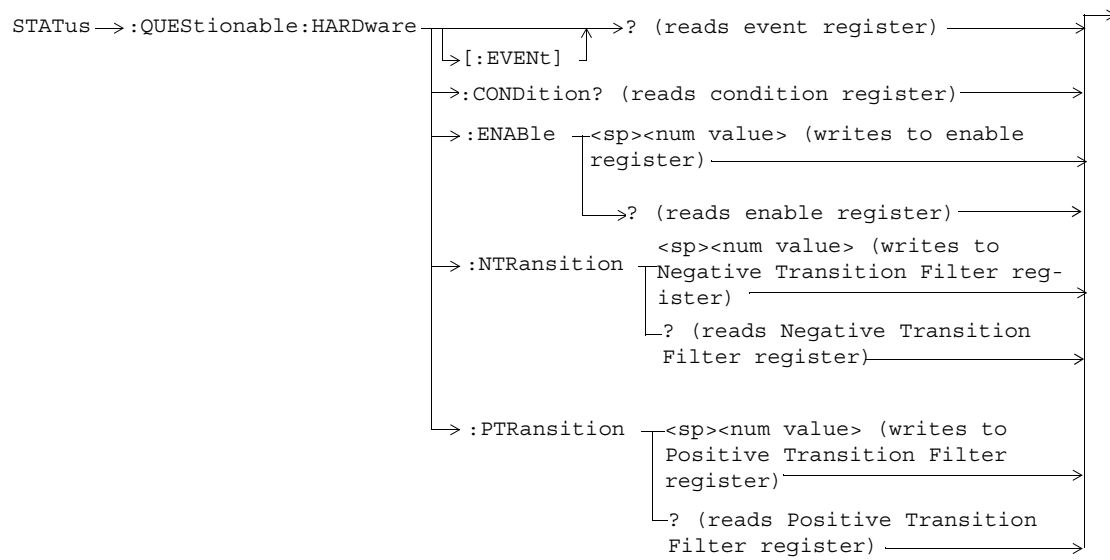 STATus :QUEStionable:HARDware ? (reads event register)
[:EVENt]
:CONDition? (reads condition register)
:ENABle <sp><num value> (writes to enable
register)
? (reads enable register)
<sp><num value> (writes to
:NTRansition Negative Transition Filter reg-
ister)
? (reads Negative Transition
Filter register)
:PTRansition <sp><num value> (writes to
Positive Transition Filter
register)
? (reads Positive Transition
Filter register)